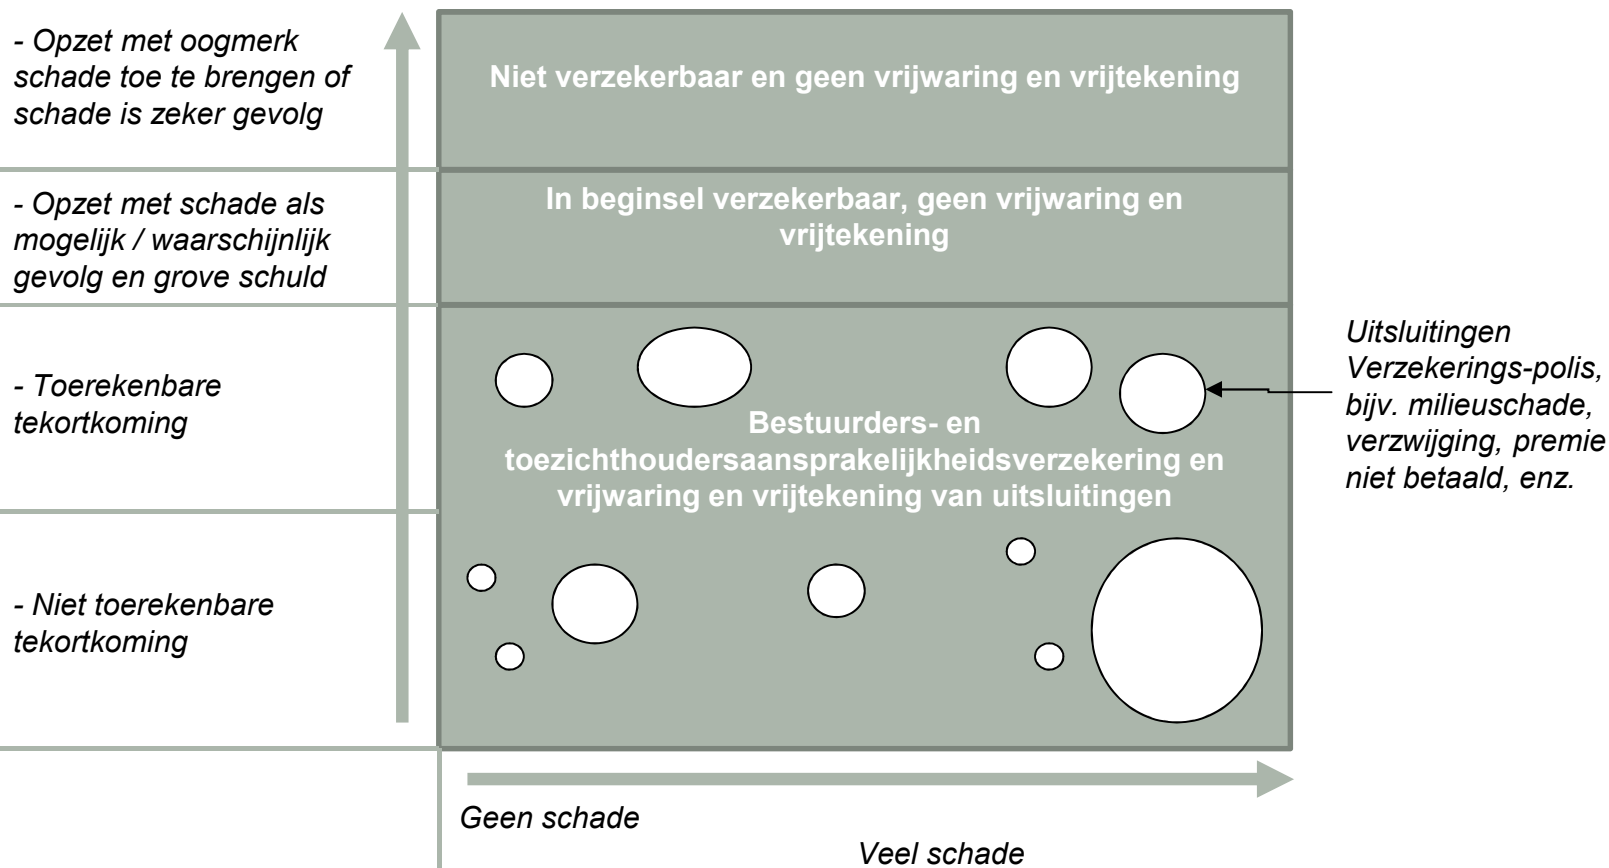 - Opzet met oogmerk
schade toe te brengen of
schade is zeker gevolg
Niet verzekerbaar en geen vrijwaring en vrijtekening
- Opzet met schade als
mogelijk / waarschijnlijk
gevolg en grove schuld
In beginsel verzekerbaar, geen vrijwaring en
vrijtekening
- Toerekenbare
tekortkoming
Bestuurders- en
toezichthoudersaansprakelijkheidsverzekering en
vrijwaring en vrijtekening van uitsluitingen
Uitsluitingen
Verzekerings-polis,
bijv. milieuschade,
verzwijging, premie
niet betaald, enz.
- Niet toerekenbare
tekortkoming
Geen schade
Veel schade